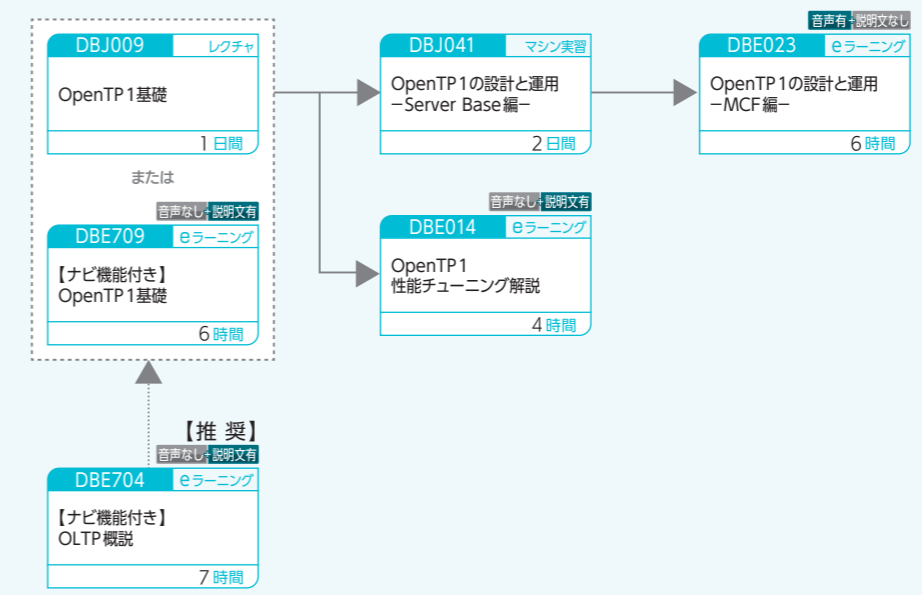 DBJ009 レクチャ
OpenTP1基礎
1日間
または
音声なし+説明文有
DBE709 eラーニング
【ナビ機能付き】
OpenTP1基礎
6時間
【推 奨】
音声なし+説明文有
DBE704 eラーニング
【ナビ機能付き】
OLTP概説
7時間
DBJ041 マシン実習
OpenTP1の設計と運用
−Server Base編−
2日間
音声なし+説明文有
DBE014 eラーニング
OpenTP1
性能チューニング解説
4時間
音声有+説明文なし
DBE023 eラーニング
OpenTP1の設計と運用
−MCF編−
6時間